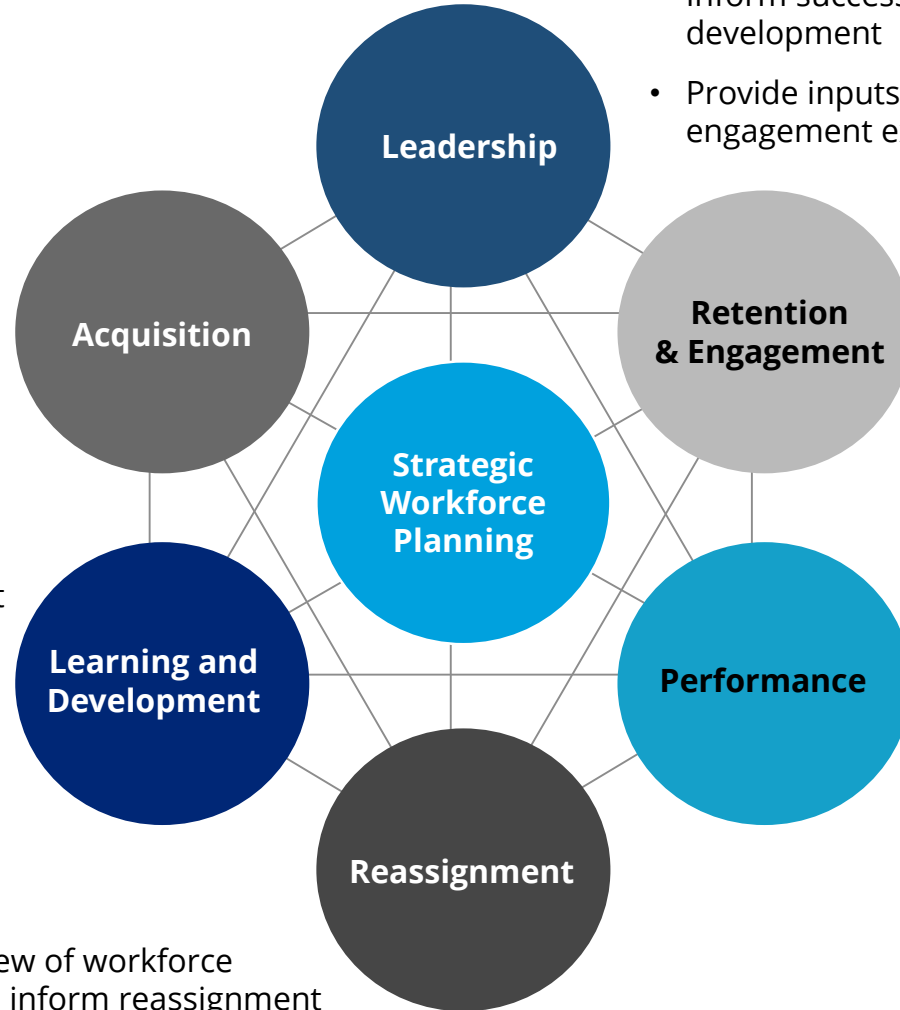 development
• Provide inputs
engagement
Leadership
Acquisition
Retention
& Engagement
Strategic
Workforce
Planning
Learning and
Development
Performance
Reassignment
of workforce
inform reassignment